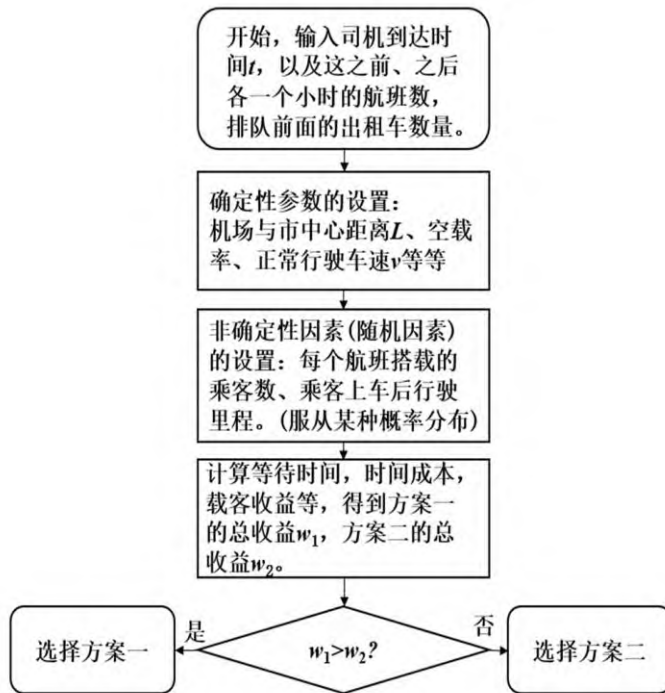 开始，输入司机到达时
间t，以及这之前、之后
各一个小时的航班数，
排队前面的出租车数量。
确定性参数的设置：
机场与市中心距离L、空载
率、正常行驶车速v等等
非确定性因素(随机因素)
的设置：每个航班搭载的
乘客数、乘客上车后行驶
里程。(服从某种概率分布)
计算等待时间，时间成本，
载客收益等，得到方案一
的总收益w₁，方案二的总
收益w₂。
是
否
选择方案一
w₁>w₂?
选择方案二